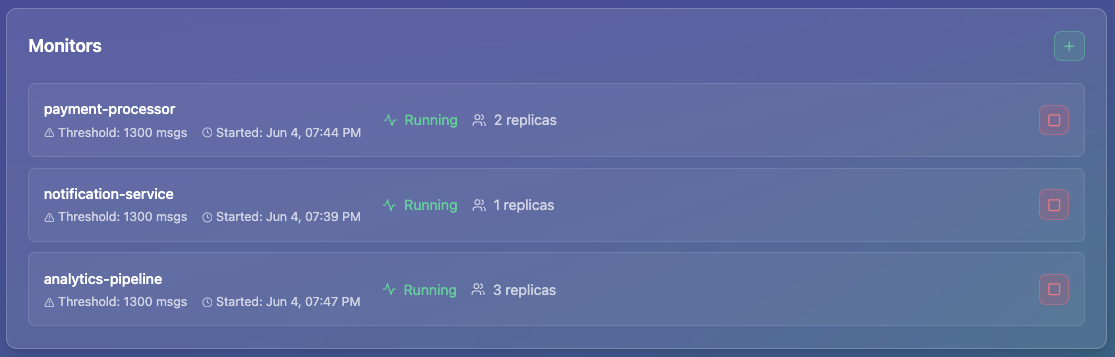 Monitors
payment-processor
Threshold: 1300 msgs Started: Jun 4, 07:44 PM Running 2 replicas
notification-service
Threshold: 1300 msgs Started: Jun 4, 07:39 PM Running 1 replicas
analytics-pipeline
Threshold: 1300 msgs Started: Jun 4, 07:47 PM Running 3 replicas